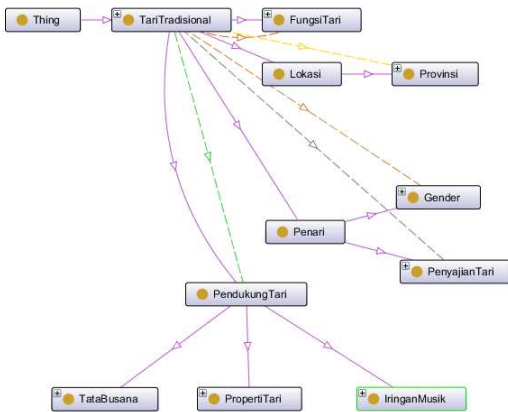 Thing
TariTradisional
FungsiTari
Lokasi
Provinsi
Gender
Penari
PenyajianTari
PendukungTari
TataBusana
PropertiTari
IringanMusik